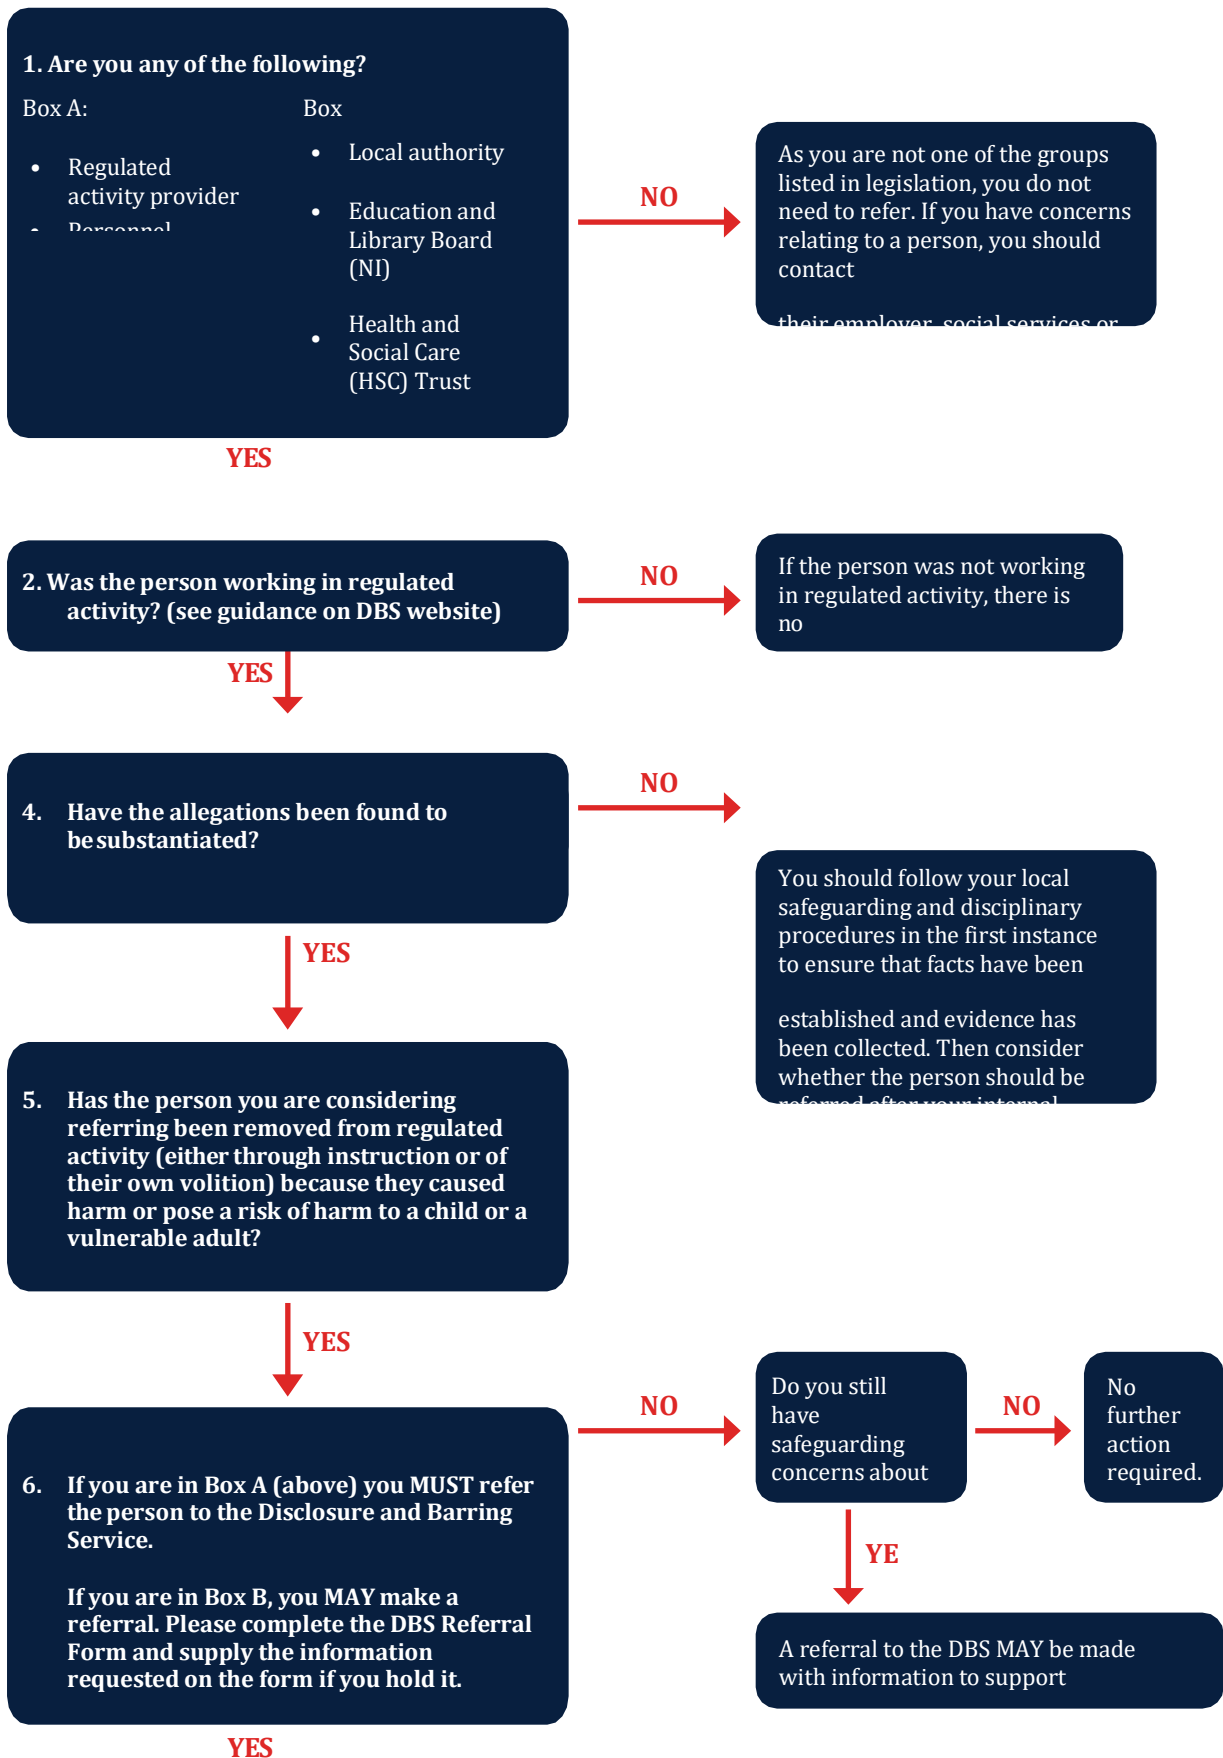 1. Are you any of the following?
Box A:
• Regulated
activity provider
• Personnel
Box
• Local authority
• Education and
Library Board
(NI)
• Health and
Social Care
(HSC) Trust
NO
As you are not one of the groups
listed in legislation, you do not
need to refer. If you have concerns
relating to a person, you should
contact
their employer, social services or
YES
2. Was the person working in regulated
activity? (see guidance on DBS website)
NO
If the person was not working
in regulated activity, there is
no
YES
4. Have the allegations been found to
be substantiated?
NO
You should follow your local
safeguarding and disciplinary
procedures in the first instance
to ensure that facts have been
established and evidence has
been collected. Then consider
whether the person should be
referred after your internal
YES
5. Has the person you are considering
referring been removed from regulated
activity (either through instruction or of
their own volition) because they caused
harm or pose a risk of harm to a child or a
vulnerable adult?
YES
6. If you are in Box A (above) you MUST refer
the person to the Disclosure and Barring
Service.
If you are in Box B, you MAY make a
referral. Please complete the DBS Referral
Form and supply the information
requested on the form if you hold it.
NO
Do you still
have
safeguarding
concerns about
NO
No
further
action
required.
YE
A referral to the DBS MAY be made
with information to support
YES